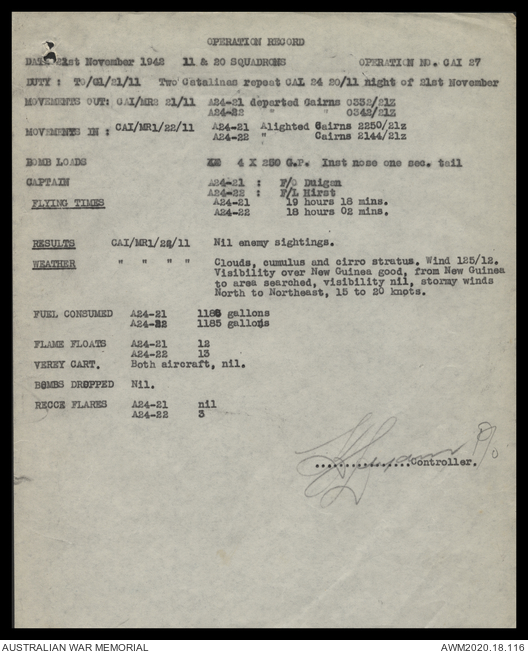 OPERATION RECORD
DATE 21st November 1942 11 & 20 SQUADRONS OPERATION NO. CAI 27
DUTY : TO/G1/21/11 Two Catalinas repeat CAL 24 20/11 night of 21st November
MOVEMENTS OUT: CAI/MR2 21/11 A24-21 departed Cairns 0332/21Z
A24-22 " " 0342/21Z
MOVEMENTS IN : CAI/MR1/22/11 A24-21 Alighted Cairns 2250/21z
A24-22 " Cairns 2144/21z
BOMB LOADS 4 X 250 G.P. Inst nose one sec. tail
CAPTAIN A24-21 : F/O Duigan
A24-22 : F/L Hirst
FLYING TIMES A24-21 19 hours 18 mins.
A24-22 18 hours 02 mins.
RESULTS CAI/MR1/22/11 Nil enemy sightings.
WEATHER " " " " Clouds, cumulus and cirro stratus. Wind 125/12.
Visibility over New Guinea good, from New Guinea
to area searched, visibility nil, stormy winds
North to Northeast, 15 to 20 knots.
FUEL CONSUMED A24-21 1186 gallons
A24-22 1185 gallons
FLAME FLOATS A24-21 12
A24-22 13
VEREY CART. Both aircraft, nil.
BOMBS DROPPED Nil.
RECCE FLARES A24-21 nil
A24-22 3
P/O
................Controller.
AUSTRALIAN WAR MEMORIAL AWM2020.18.116